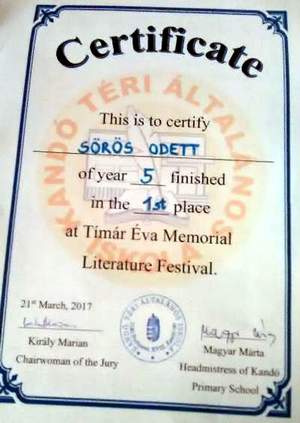 Certificate
This is to certify
SŐRÖS ODETT
of year 5 finished
in the 1st place
at Tímár Éva Memorial
Literature Festival.
21st March, 2017
Király Marian
Chairwoman of the Jury
Magyar Márta
Headmistress of Kandó
Primary School
KANDÓ TÉRI ÁLTALÁNOS ISKOLA